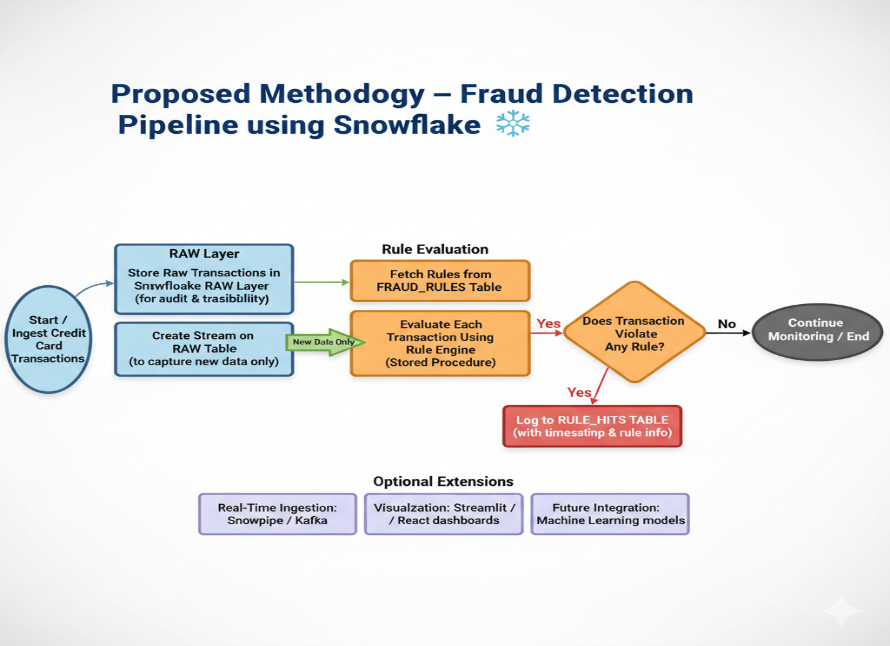 Proposed Methodogy – Fraud Detection
Pipeline using Snowflake
RAW Layer
Store Raw Transactions in
Snwfloake RAW Layer
(for audit & trasibbliity)
Start /
Ingest Credit
Card
Transactions
Create Stream on
RAW Table
(to capture new data only)
New Data Only
Rule Evaluation
Fetch Rules from
FRAUD_RULES Table
Evaluate Each
Transaction Using
Rule Engine
(Stored Procedure)
Yes
Does Transaction
Violate
Any Rule?
No
Continue
Monitoring / End
Yes
Log to RULE_HITS TABLE
(with timesstinp & rule info)
Optional Extensions
Real-Time Ingestion:
Snowpipe / Kafka
Visualzation: Streamlit /
/ React dashboards
Future Integration:
Machine Learning models